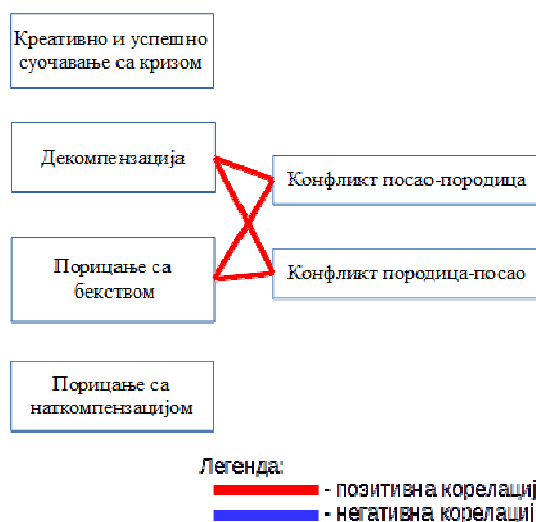 Креативно и успешно
суочавање са кризом
Декомпензација
Конфликт посао-породица
Порицање са
бекством
Конфликт породица-посао
Порицање са
наткомпензацијом
Легенда:
- позитивна корелациј
- негативна корелациј